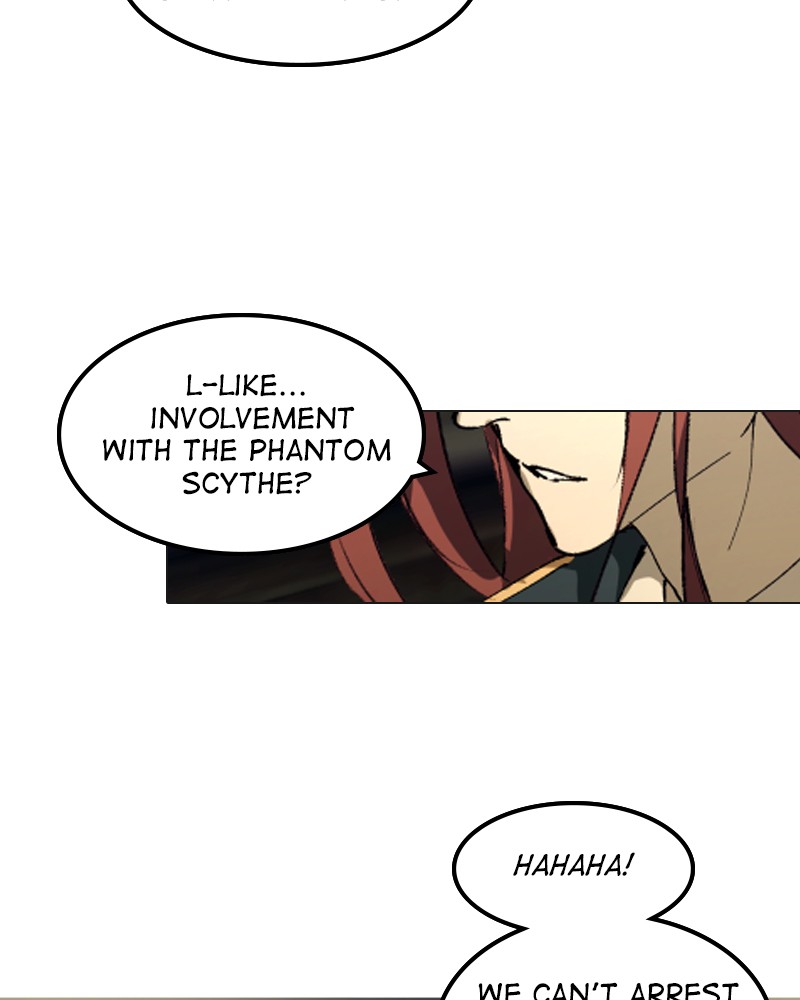 L-LIKE...
INVOLVEMENT
WITH THE PHANTOM
SCYTHE?
HAHAHA!
WE CAN'T ARREST